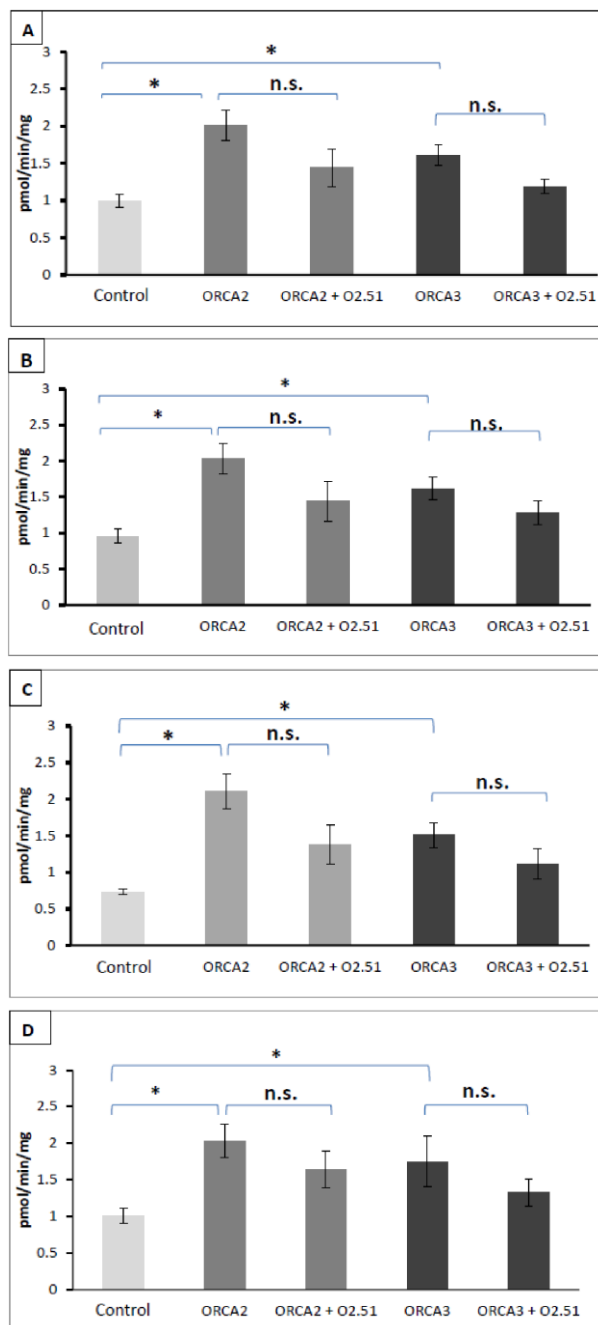 A
3
*
2.5
* n.s.
n.s.
2
pmol/min/mg
1.5
1
0.5
0
Control ORCA2 ORCA2 + O2.51 ORCA3 ORCA3 + O2.51
B
3
*
2.5
* n.s. n.s.
2
pmol/min/mg
1.5
1
0.5
0
Control ORCA2 ORCA2 + O2.51 ORCA3 ORCA3 + O2.51
C
3
*
2.5
* n.s.
n.s.
2
pmol/min/mg
1.5
1
0.5
0
Control ORCA2 ORCA2 + O2.51 ORCA3 ORCA3 + O2.51
D
3
*
2.5
* n.s. n.s.
2
pmol/min/mg
1.5
1
0.5
0
Control ORCA2 ORCA2 + O2.51 ORCA3 ORCA3 + O2.51